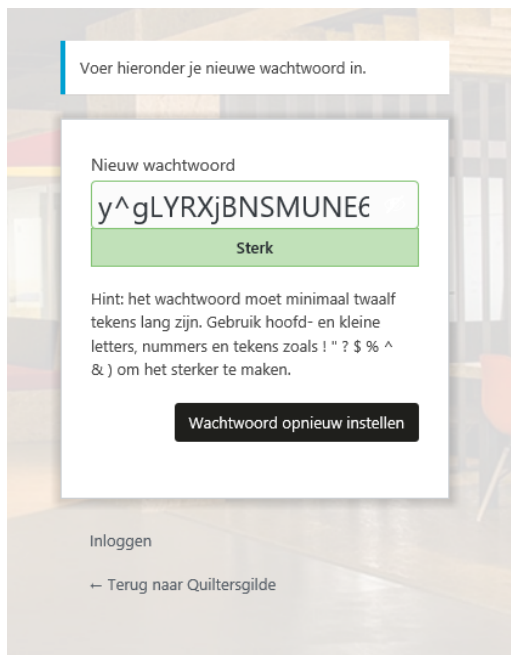 Voer hieronder je nieuwe wachtwoord in.
Nieuw wachtwoord
y^gLYRXjBNSMUNE6
Sterk
Hint: het wachtwoord moet minimaal twaalf
tekens lang zijn. Gebruik hoofd- en kleine
letters, nummers en tekens zoals ! " ? $ % ^
& ) om het sterker te maken.
Wachtwoord opnieuw instellen
Inloggen
← Terug naar Quiltersgilde